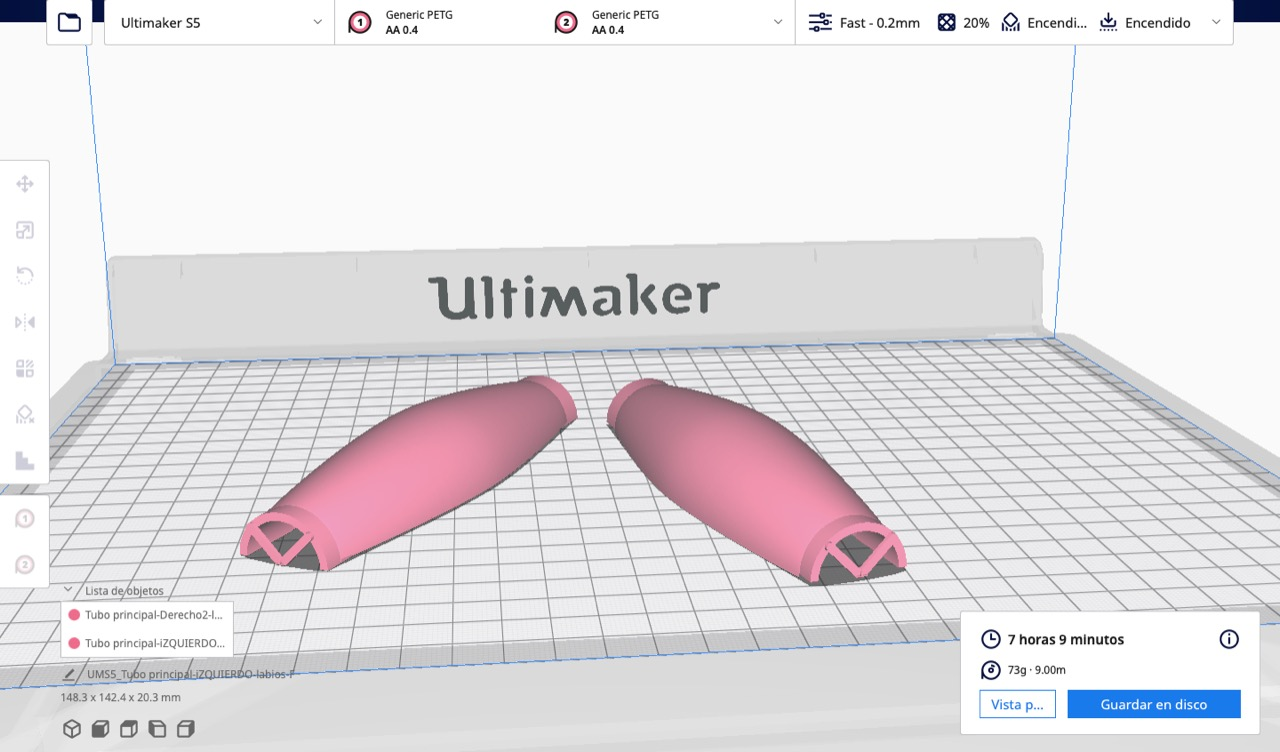 Ultimaker S5
1
Generic PETG
AA 0.4
2
Generic PETG
AA 0.4
Fast - 0.2mm
20%
Encendi...
Encendido
Ultimaker
1
2
Lista de objetos
Tubo principal-Derecho2-l...
Tubo principal-iZQUIERDO...
UMS5_Tubo principal-iZQUIERDO-labios-F
148.3 x 142.4 x 20.3 mm
7 horas 9 minutos
73g · 9.00m
Vista p...
Guardar en disco